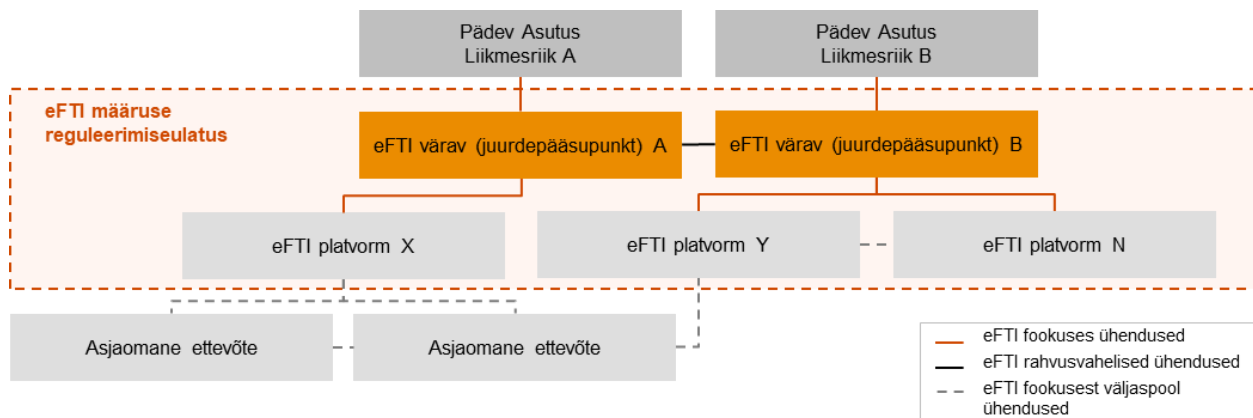 Pädev Asutus
Liikmesriik A
Pädev Asutus
Liikmesriik B
eFTI määruse
reguleerimiseulatus
eFTI värav (juurdepääsupunkt) A
eFTI värav (juurdepääsupunkt) B
eFTI platvorm X
eFTI platvorm Y
eFTI platvorm N
Asjaomane ettevõte
Asjaomane ettevõte
eFTI fookuses ühendused
eFTI rahvusvahelised ühendused
eFTI fookusest väljaspool
ühendused